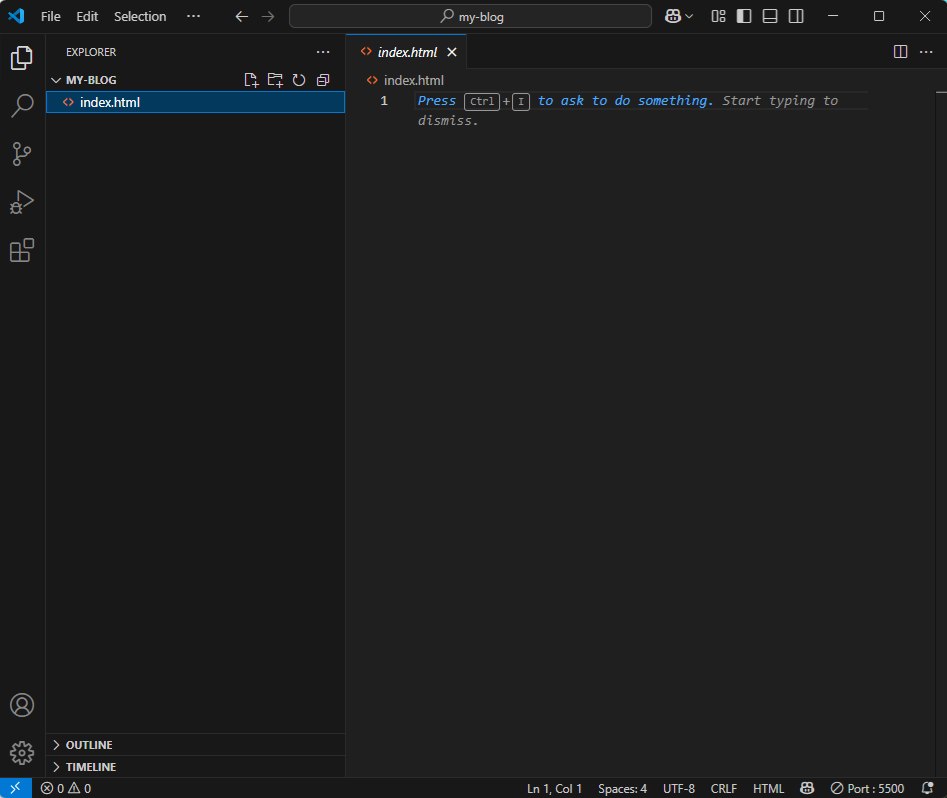 File Edit Selection ··· my-blog
EXPLORER ···
MY-BLOG
index.html
index.html
index.html
1 Press Ctrl+I to ask to do something. Start typing to
dismiss.
OUTLINE
TIMELINE
0 0 Ln 1, Col 1 Spaces: 4 UTF-8 CRLF HTML Port : 5500